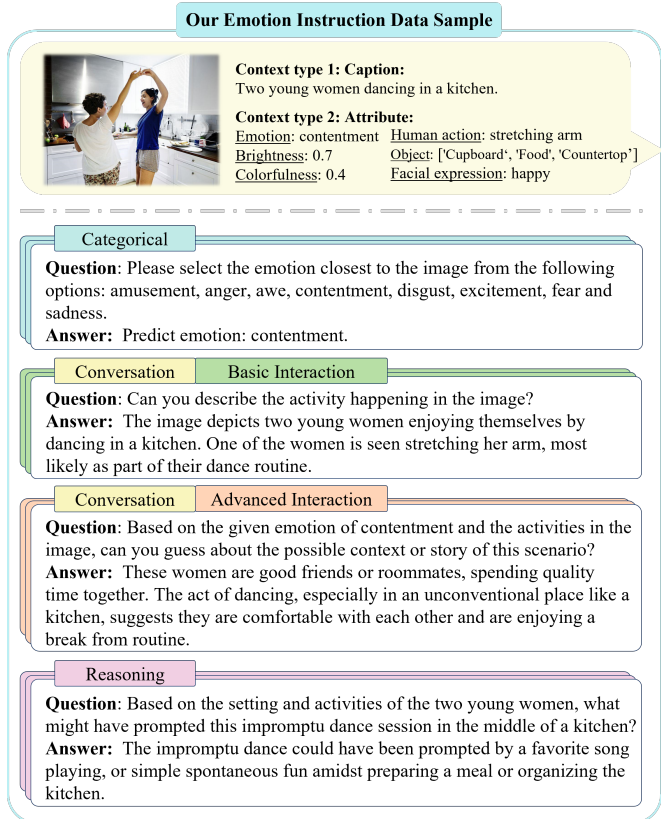 Our Emotion Instruction Data Sample
Context type 1: Caption:
Two young women dancing in a kitchen.
Context type 2: Attribute:
Emotion: contentment Human action: stretching arm
Brightness: 0.7 Object: ['Cupboard‘, 'Food', 'Countertop’]
Colorfulness: 0.4 Facial expression: happy
Categorical
Question: Please select the emotion closest to the image from the following
options: amusement, anger, awe, contentment, disgust, excitement, fear and
sadness.
Answer: Predict emotion: contentment.
Conversation Basic Interaction
Question: Can you describe the activity happening in the image?
Answer: The image depicts two young women enjoying themselves by
dancing in a kitchen. One of the women is seen stretching her arm, most
likely as part of their dance routine.
Conversation Advanced Interaction
Question: Based on the given emotion of contentment and the activities in the
image, can you guess about the possible context or story of this scenario?
Answer: These women are good friends or roommates, spending quality
time together. The act of dancing, especially in an unconventional place like a
kitchen, suggests they are comfortable with each other and are enjoying a
break from routine.
Reasoning
Question: Based on the setting and activities of the two young women, what
might have prompted this impromptu dance session in the middle of a kitchen?
Answer: The impromptu dance could have been prompted by a favorite song
playing, or simple spontaneous fun amidst preparing a meal or organizing the
kitchen.